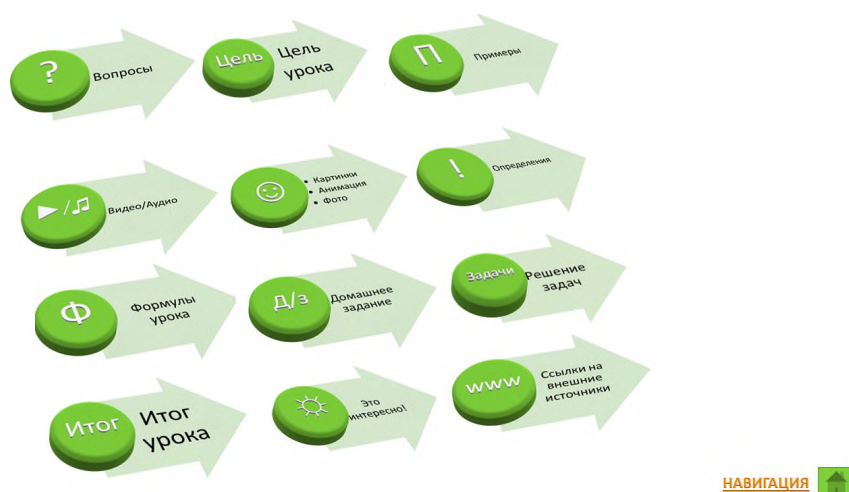 ?
Вопросы
Цель
Цель
урока
П
Примеры
/♫
Видео/Аудио
• Картинки
• Анимация
• Фото
!
Определения
Ф
Формулы
урока
Д/з
Домашнее
задание
Задачи
Решение
задач
Итог
Итог
урока
Это
интересно!
www
Ссылки на
внешние
источники
НАВИГАЦИЯ